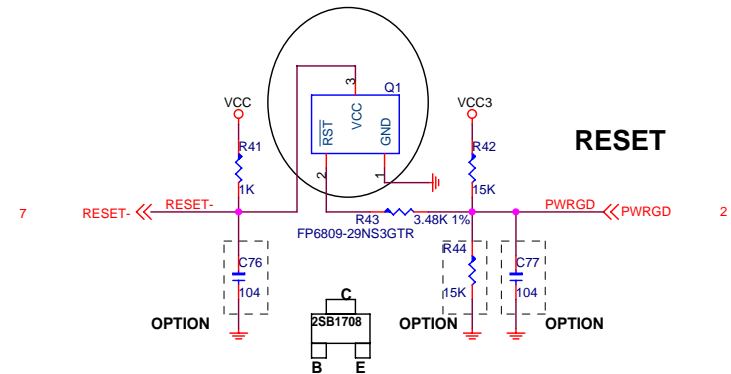 Q1
3
VCC
RST
GND
2
1
VCC
VCC3
RESET
R41
1K
R42
15K
7
RESET-
RESET-
PWRGD
PWRGD
2
R43
3.48K 1%
FP6809-29NS3GTR
C76
104
R44
15K
C77
104
OPTION
OPTION
OPTION
C
2SB1708
B
E